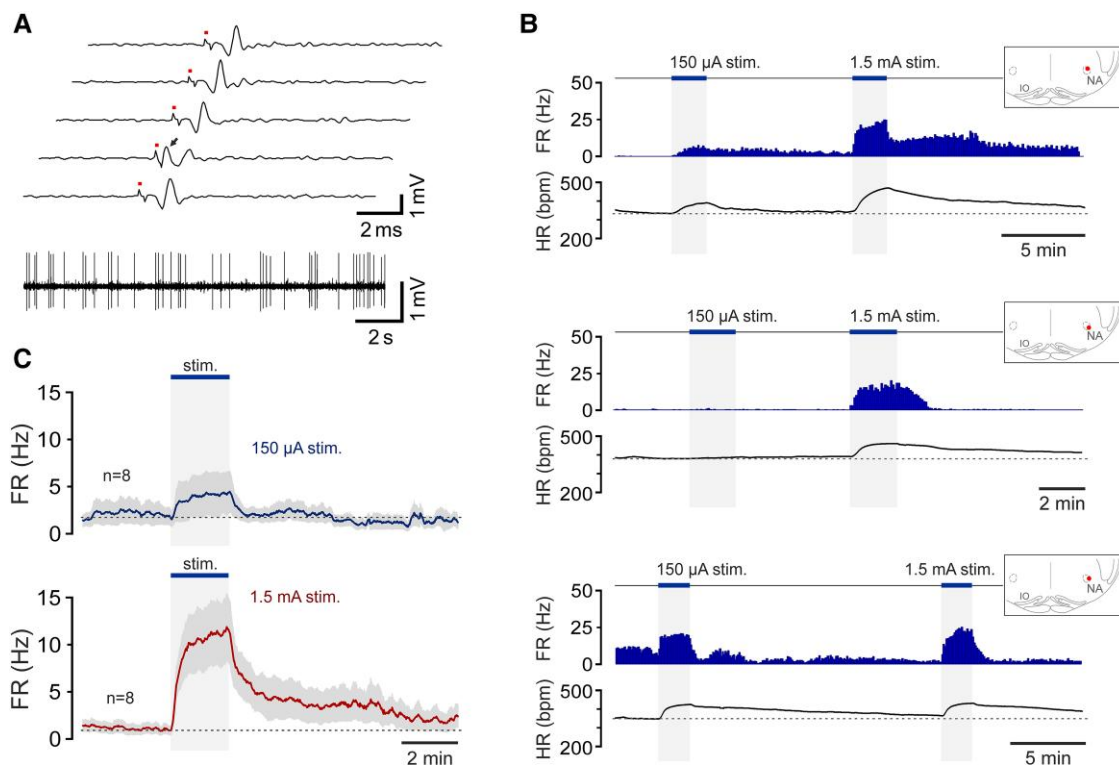 A
1 mV
2 ms
1 mV
2 s
B
150 µA stim.
1.5 mA stim.
IO
NA
50
25
0
FR (Hz)
500
200
HR (bpm)
5 min
150 µA stim.
1.5 mA stim.
IO
NA
50
25
0
FR (Hz)
500
200
HR (bpm)
2 min
150 µA stim.
1.5 mA stim.
IO
NA
50
25
0
FR (Hz)
500
200
HR (bpm)
5 min
C
stim.
15
10
5
0
FR (Hz)
n=8
150 µA stim.
stim.
15
10
5
0
FR (Hz)
n=8
1.5 mA stim.
2 min